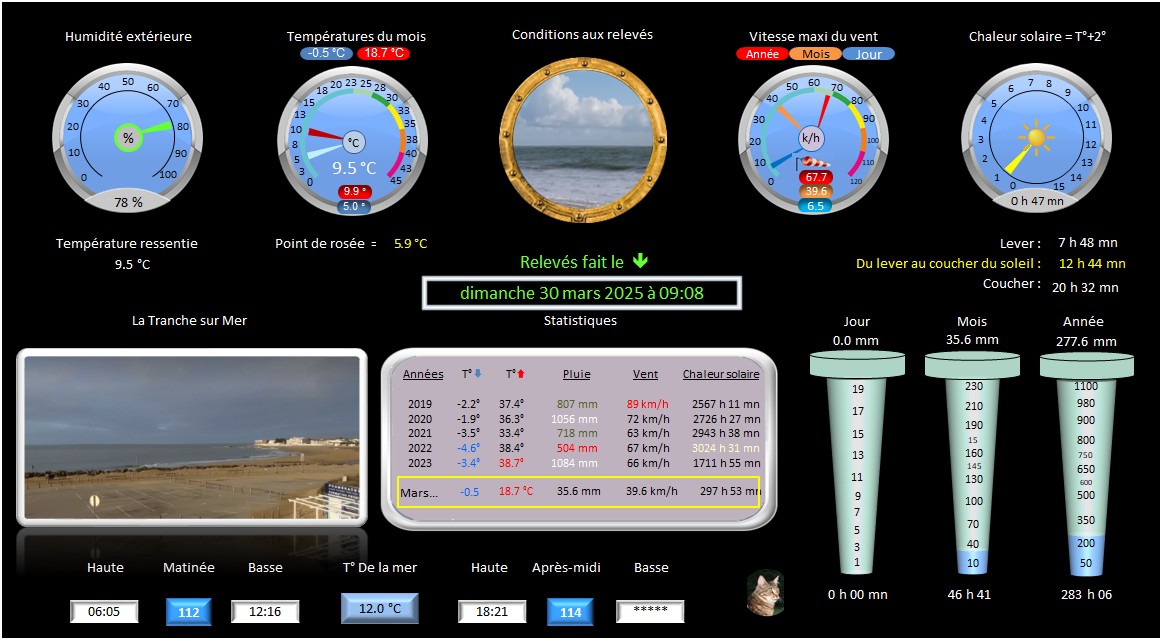 Humidité extérieure
Températures du mois
Conditions aux relevés
Vitesse maxi du vent
Chaleur solaire = T°+2°
-0.5 °C 18.7 °C
Année Mois Jour
0 10 20 30 40 50 60 70 80 90 100
%
78 %
0 3 5 8 10 13 15 18 20 23 25 28 30 33 35 38 40 43 45
°C
9.5 °C
9.9 °
5.0 °
0 10 20 30 40 50 60 70 80 90 100 110 120
k/h
67.7
39.6
6.5
0 1 2 3 4 5 6 7 8 9 10 11 12 13 14 15
0 h 47 mn
Température ressentie
9.5 °C
Point de rosée = 5.9 °C
Relevés fait le
dimanche 30 mars 2025 à 09:08
Lever : 7 h 48 mn
Du lever au coucher du soleil : 12 h 44 mn
Coucher : 20 h 32 mn
La Tranche sur Mer
Statistiques
Années T° T° Pluie Vent Chaleur solaire
2019 -2.2° 37.4° 807 mm 89 km/h 2567 h 11 mn
2020 -1.9° 36.3° 1056 mm 72 km/h 2726 h 27 mn
2021 -3.5° 33.4° 718 mm 63 km/h 2943 h 38 mn
2022 -4.6° 38.4° 504 mm 67 km/h 3024 h 31 mn
2023 -3.4° 38.7° 1084 mm 66 km/h 1711 h 55 mn
Mars... -0.5 18.7 °C 35.6 mm 39.6 km/h 297 h 53 mn
Jour
0.0 mm
19
17
15
13
11
9
7
5
3
1
0 h 00 mn
Mois
35.6 mm
230
210
190
15
160
145
130
100
70
40
10
46 h 41
Année
277.6 mm
1100
980
900
800
750
650
600
500
350
200
50
283 h 06
Haute Matinée Basse T° De la mer Haute Après-midi Basse
06:05 112 12:16 12.0 °C 18:21 114 *****